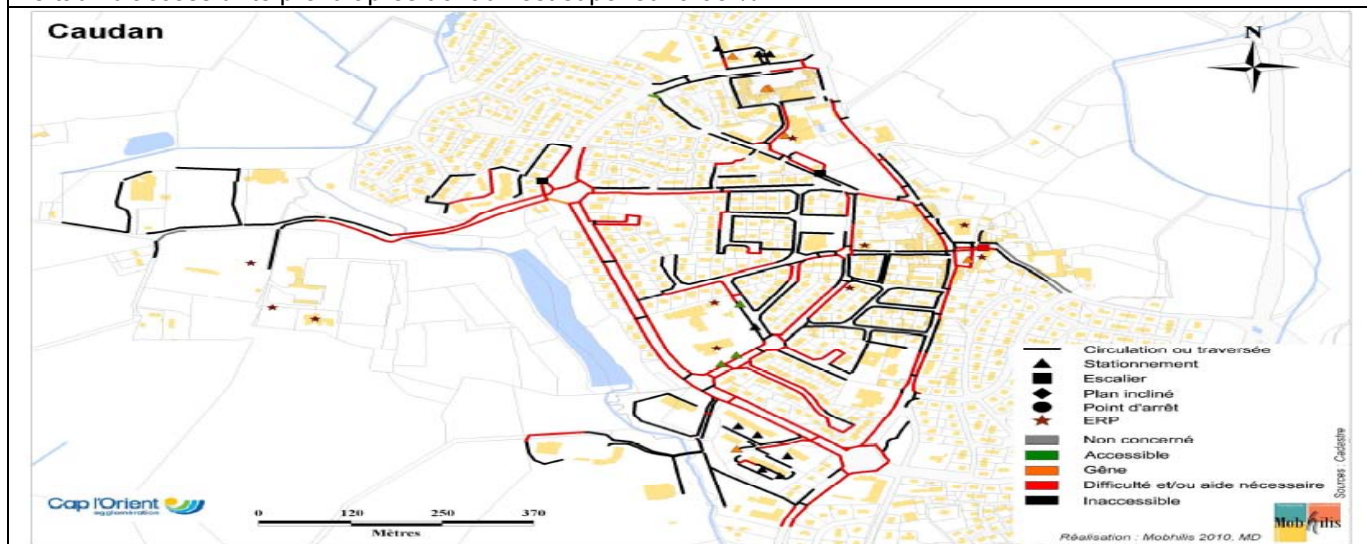 Caudan
N
Circulation ou traversée
Stationnement
Escalier
Plan incliné
Point d'arrêt
ERP
Non concerné
Accessible
Gêne
Difficulté et/ou aide nécessaire
Inaccessible
Sources : Cadastre
Cap l'Orient
agglomération
0 120 250 370
Mètres
Mobhilis
Réalisation : Mobhilis 2010, MD